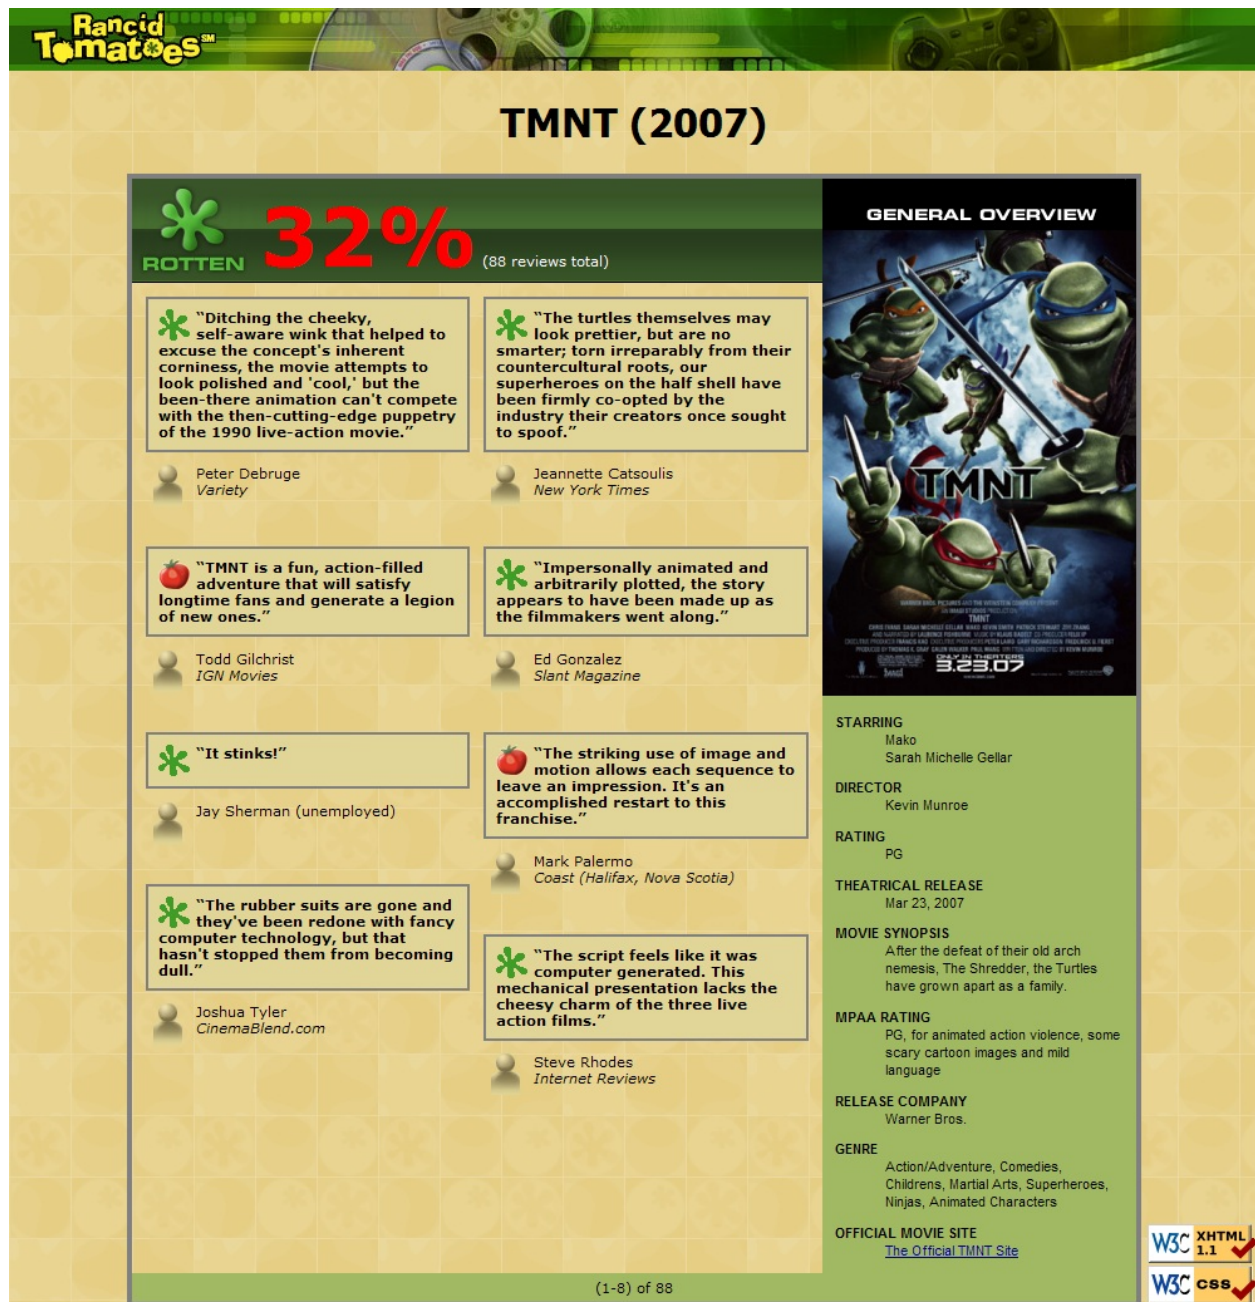 Rancid
Tomatoes SM
TMNT (2007)
ROTTEN
32%
(88 reviews total)
“Ditching the cheeky,
self-aware wink that helped to
excuse the concept's inherent
corniness, the movie attempts to
look polished and 'cool,' but the
been-there animation can't compete
with the then-cutting-edge puppetry
of the 1990 live-action movie.”
Peter Debruge
Variety
“TMNT is a fun, action-filled
adventure that will satisfy
longtime fans and generate a legion
of new ones.”
Todd Gilchrist
IGN Movies
“It stinks!”
Jay Sherman (unemployed)
“The rubber suits are gone and
they've been redone with fancy
computer technology, but that
hasn't stopped them from becoming
dull.”
Joshua Tyler
CinemaBlend.com
“The turtles themselves may
look prettier, but are no
smarter; torn irreparably from their
countercultural roots, our
superheroes on the half shell have
been firmly co-opted by the
industry their creators once sought
to spoof.”
Jeannette Catsoulis
New York Times
“Impersonally animated and
arbitrarily plotted, the story
appears to have been made up as
the filmmakers went along.”
Ed Gonzalez
Slant Magazine
“The striking use of image and
motion allows each sequence to
leave an impression. It's an
accomplished restart to this
franchise.”
Mark Palermo
Coast (Halifax, Nova Scotia)
“The script feels like it was
computer generated. This
mechanical presentation lacks the
cheesy charm of the three live
action films.”
Steve Rhodes
Internet Reviews
GENERAL OVERVIEW
TMNT
TMNT
ONLY IN THEATERS
3.23.07
STARRING
Mako
Sarah Michelle Gellar
DIRECTOR
Kevin Munroe
RATING
PG
THEATRICAL RELEASE
Mar 23, 2007
MOVIE SYNOPSIS
After the defeat of their old arch
nemesis, The Shredder, the Turtles
have grown apart as a family.
MPAA RATING
PG, for animated action violence, some
scary cartoon images and mild
language
RELEASE COMPANY
Warner Bros.
GENRE
Action/Adventure, Comedies,
Childrens, Martial Arts, Superheroes,
Ninjas, Animated Characters
OFFICIAL MOVIE SITE
The Official TMNT Site
(1-8) of 88
W3C XHTML
1.1
W3C css